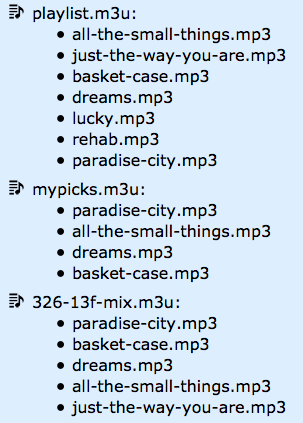 playlist.m3u:
all-the-small-things.mp3
just-the-way-you-are.mp3
basket-case.mp3
dreams.mp3
lucky.mp3
rehab.mp3
paradise-city.mp3
mypicks.m3u:
paradise-city.mp3
all-the-small-things.mp3
dreams.mp3
basket-case.mp3
326-13f-mix.m3u:
paradise-city.mp3
basket-case.mp3
dreams.mp3
all-the-small-things.mp3
just-the-way-you-are.mp3